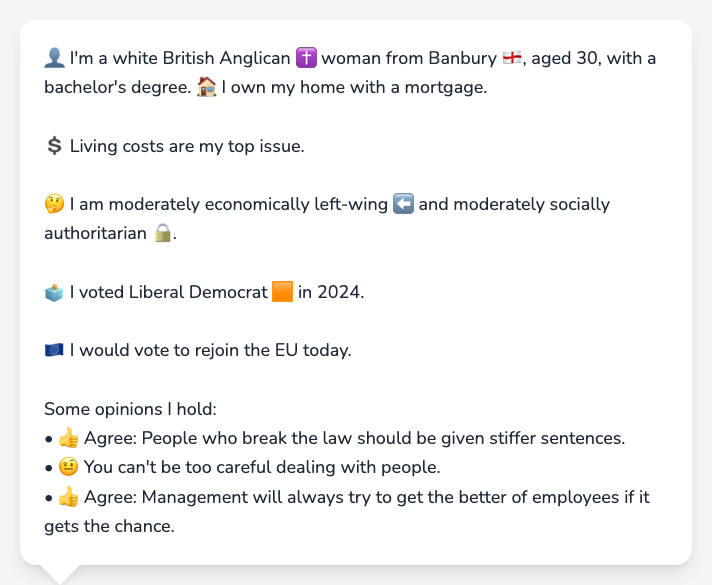 👤 I'm a white British Anglican ✝️ woman from Banbury 🏴󠁧󠁢󠁥󠁮󠁧󠁿, aged 30, with a
bachelor's degree. 🏠 I own my home with a mortgage.
💲 Living costs are my top issue.
🤔 I am moderately economically left-wing ⬅️ and moderately socially
authoritarian 🔒.
🗳️ I voted Liberal Democrat 🟧 in 2024.
🇪🇺 I would vote to rejoin the EU today.
Some opinions I hold:
• 👍 Agree: People who break the law should be given stiffer sentences.
• 🤨 You can't be too careful dealing with people.
• 👍 Agree: Management will always try to get the better of employees if it
gets the chance.